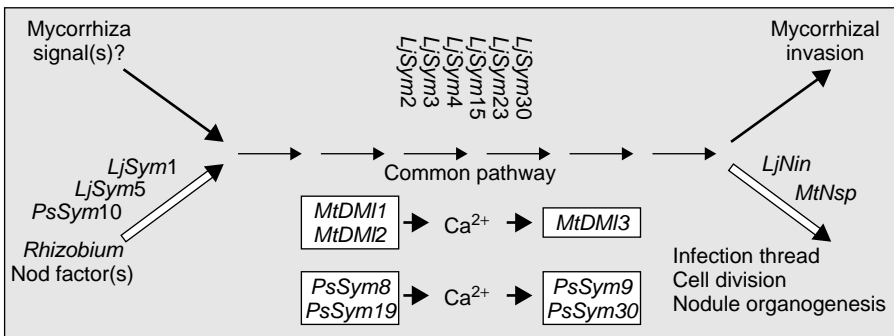 Mycorrhiza
signal(s)?
LjSym2
LjSym3
LjSym4
LjSym15
LjSym23
LjSym30
Mycorrhizal
invasion
LjSym1
LjSym5
PsSym10
Rhizobium
Nod factor(s)
Common pathway
LjNin
MtNsp
MtDMI1
MtDMI2
Ca²⁺
MtDMI3
PsSym8
PsSym19
Ca²⁺
PsSym9
PsSym30
Infection thread
Cell division
Nodule organogenesis